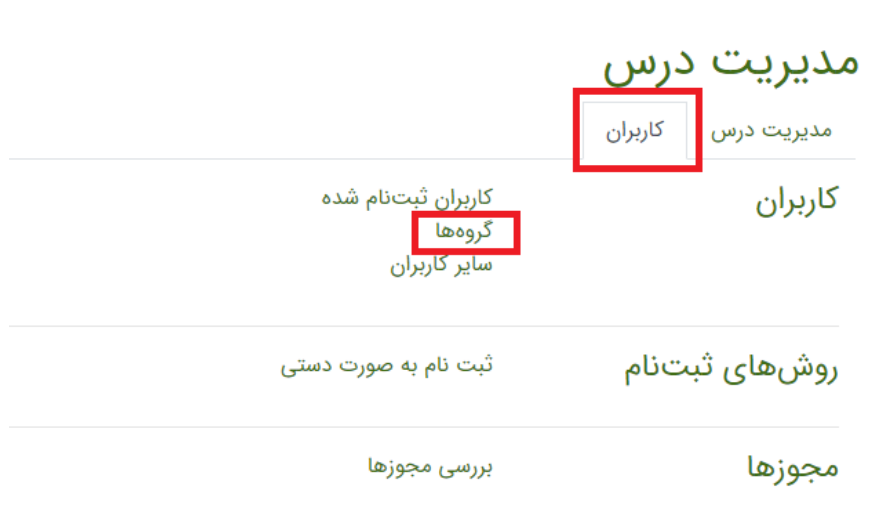 مدیریت درس
مدیریت درس کاربران
کاربران کاربران ثبت‌نام شده
گروه‌ها
سایر کاربران
روش‌های ثبت‌نام ثبت نام به صورت دستی
مجوزها بررسی مجوزها